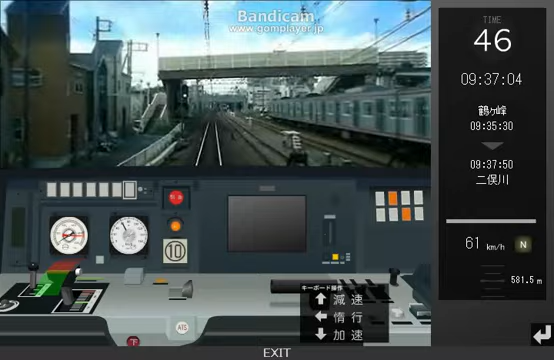 Bandicam
www.gomplayer.jp
TIME
46
09:37:04
鶴ヶ峰
09:35:30
09:37:50
二俣川
61 km/h N
581.5 m
10
ATS
下
キーボード操作
減速
惰行
加速
EXIT